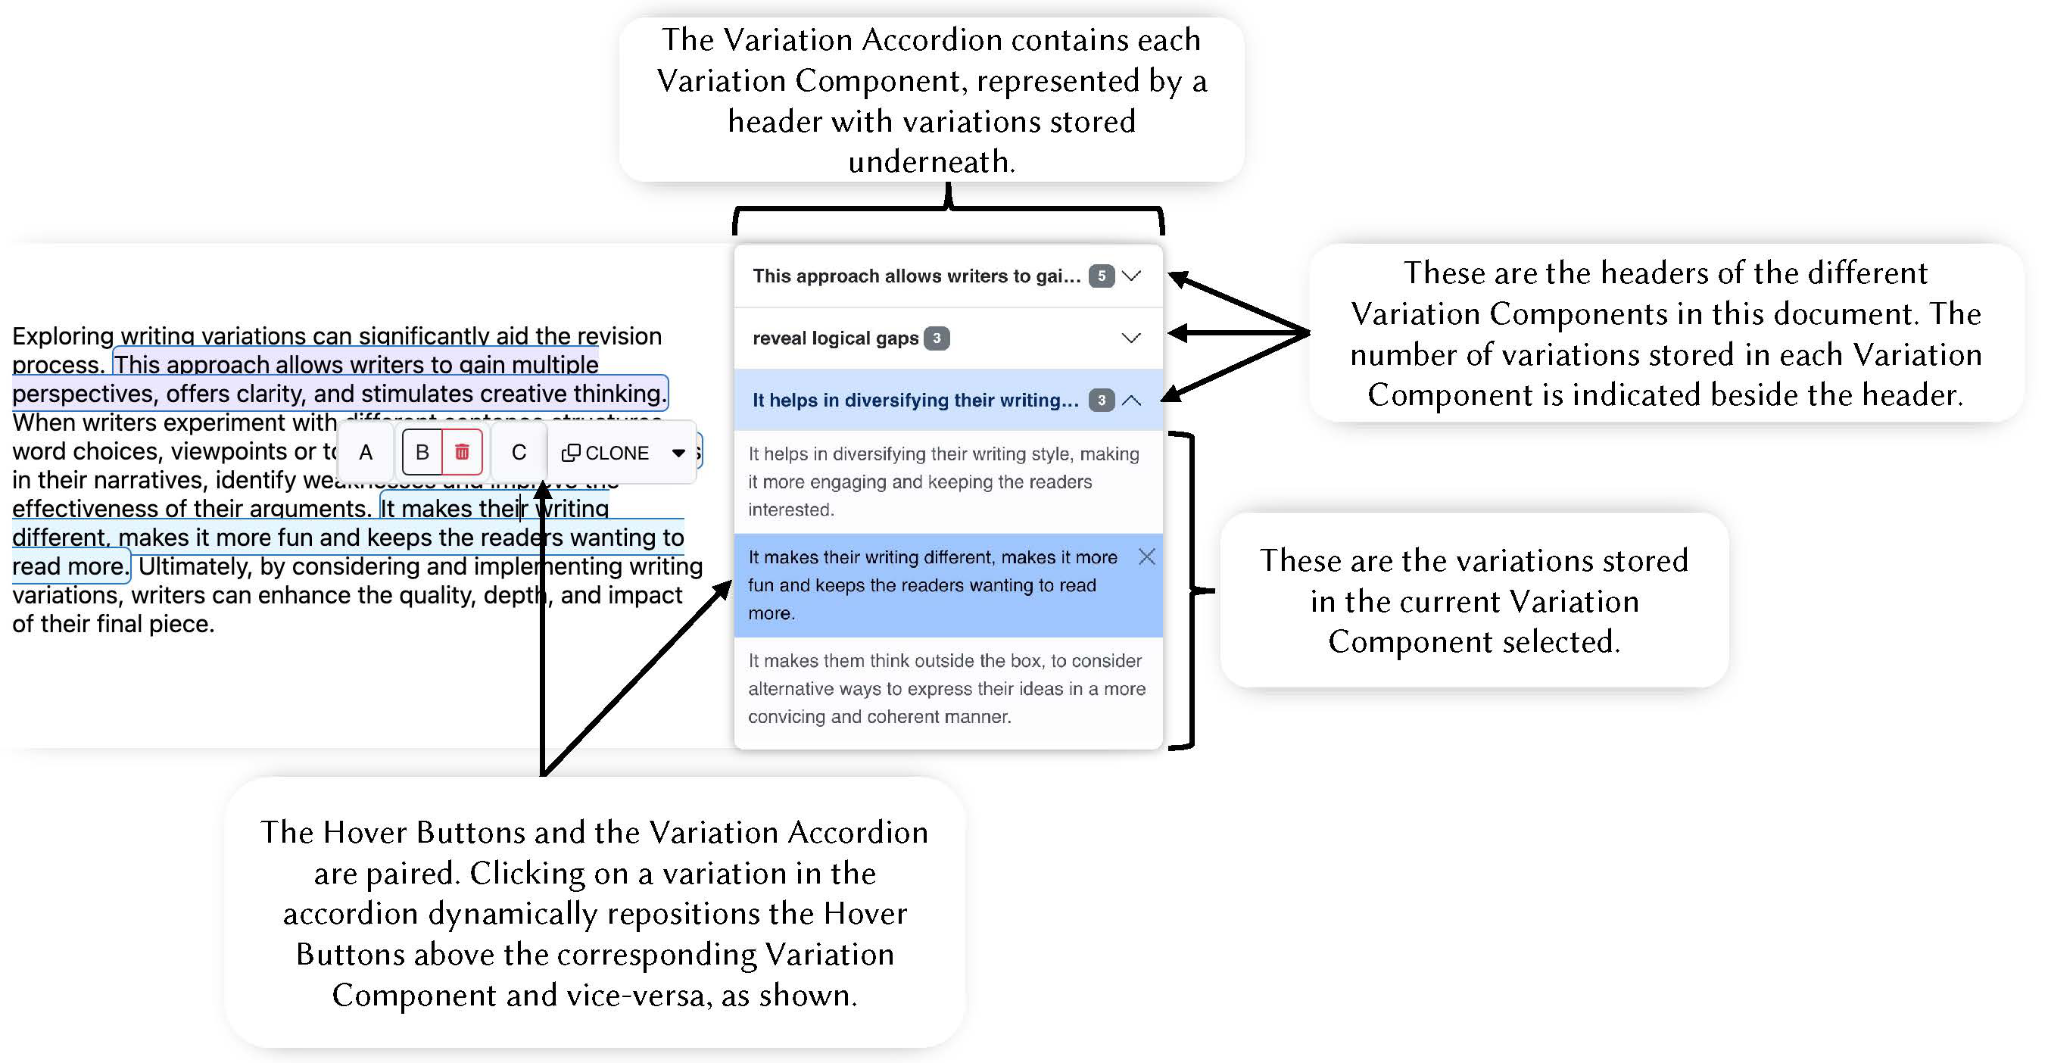 The Variation Accordion contains each
Variation Component, represented by a
header with variations stored
underneath.
Exploring writing variations can significantly aid the revision
process. This approach allows writers to gain multiple
perspectives, offers clarity, and stimulates creative thinking.
When writers experiment with different sentence structures,
word choices, viewpoints or to
s
in their narratives, identify weaknesses and improve the
effectiveness of their arguments. It makes their writing
different, makes it more fun and keeps the readers wanting to
read more. Ultimately, by considering and implementing writing
variations, writers can enhance the quality, depth, and impact
of their final piece.
A B C CLONE
This approach allows writers to gai... 5
reveal logical gaps 3
It helps in diversifying their writing... 3
It helps in diversifying their writing style, making
it more engaging and keeping the readers
interested.
It makes their writing different, makes it more
fun and keeps the readers wanting to read
more.
It makes them think outside the box, to consider
alternative ways to express their ideas in a more
convicing and coherent manner.
These are the headers of the different
Variation Components in this document. The
number of variations stored in each Variation
Component is indicated beside the header.
These are the variations stored
in the current Variation
Component selected.
The Hover Buttons and the Variation Accordion
are paired. Clicking on a variation in the
accordion dynamically repositions the Hover
Buttons above the corresponding Variation
Component and vice-versa, as shown.